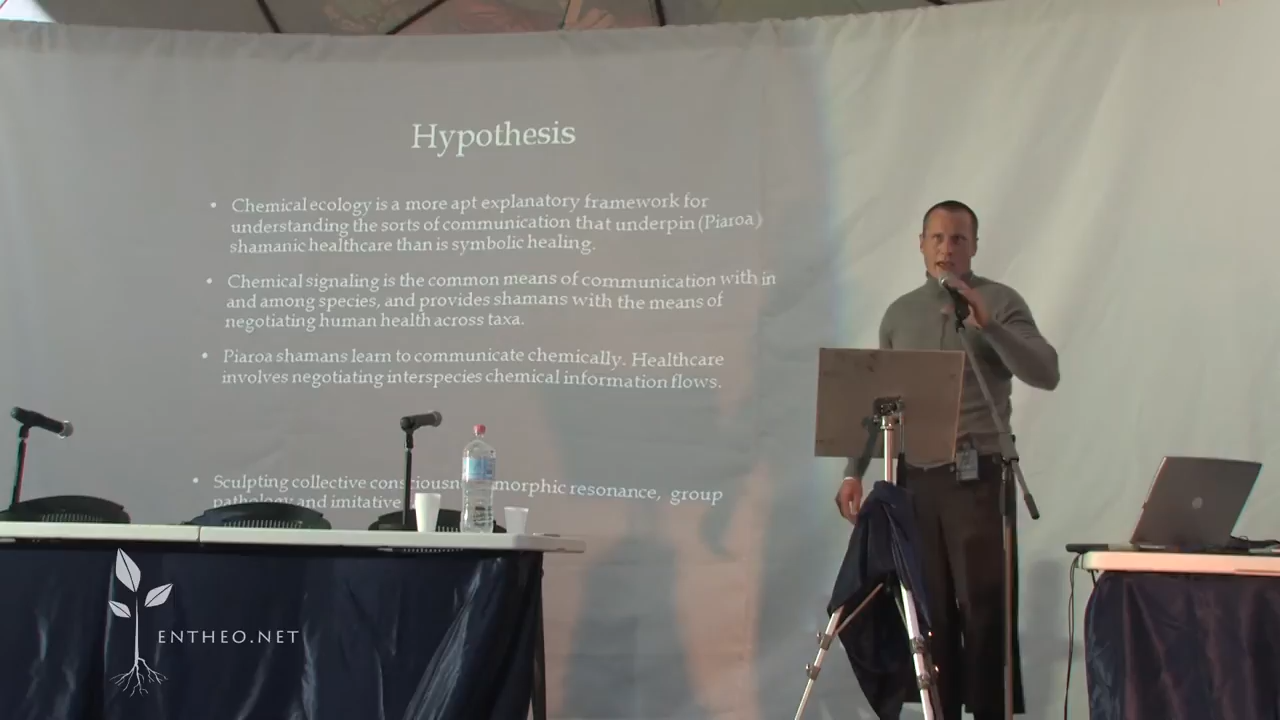 Hypothesis
• Chemical ecology is a more apt explanatory framework for
understanding the sorts of communication that underpin (Piaroa)
shamanic healthcare than is symbolic healing.
• Chemical signaling is the common means of communication with in
and among species, and provides shamans with the means of
negotiating human health across taxa.
• Piaroa shamans learn to communicate chemically. Healthcare
involves negotiating interspecies chemical information flows.
• Sculpting collective consciousn morphic resonance, group
pathology and imitative
ENTHEO.NET